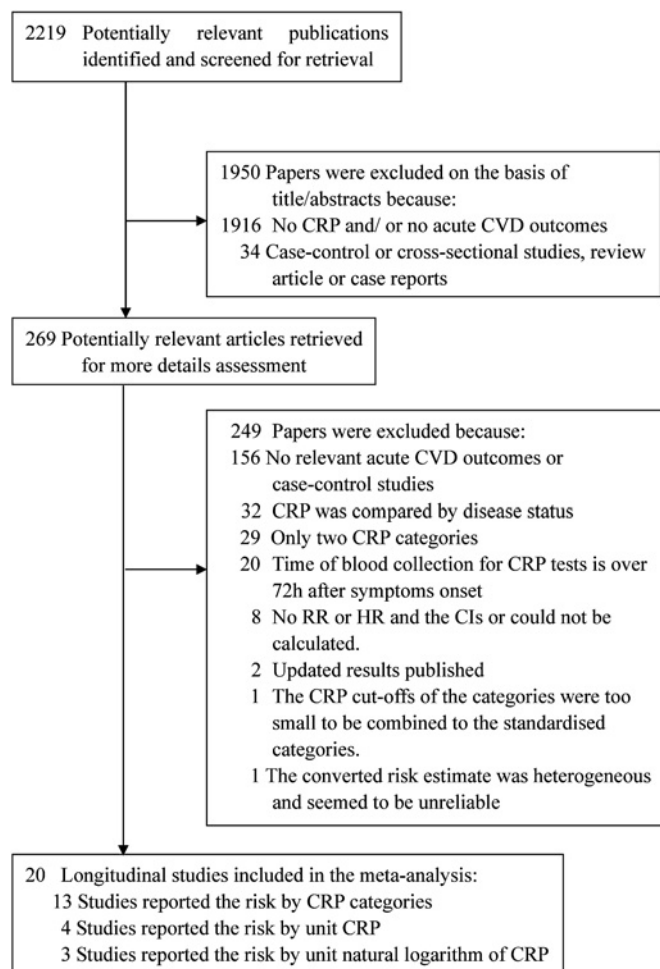 2219 Potentially relevant publications
identified and screened for retrieval
1950 Papers were excluded on the basis of
title/abstracts because:
1916 No CRP and/ or no acute CVD outcomes
34 Case-control or cross-sectional studies, review
article or case reports
269 Potentially relevant articles retrieved
for more details assessment
249 Papers were excluded because:
156 No relevant acute CVD outcomes or
case-control studies
32 CRP was compared by disease status
29 Only two CRP categories
20 Time of blood collection for CRP tests is over
72h after symptoms onset
8 No RR or HR and the CIs or could not be
calculated.
2 Updated results published
1 The CRP cut-offs of the categories were too
small to be combined to the standardised
categories.
1 The converted risk estimate was heterogeneous
and seemed to be unreliable
20 Longitudinal studies included in the meta-analysis:
13 Studies reported the risk by CRP categories
4 Studies reported the risk by unit CRP
3 Studies reported the risk by unit natural logarithm of CRP